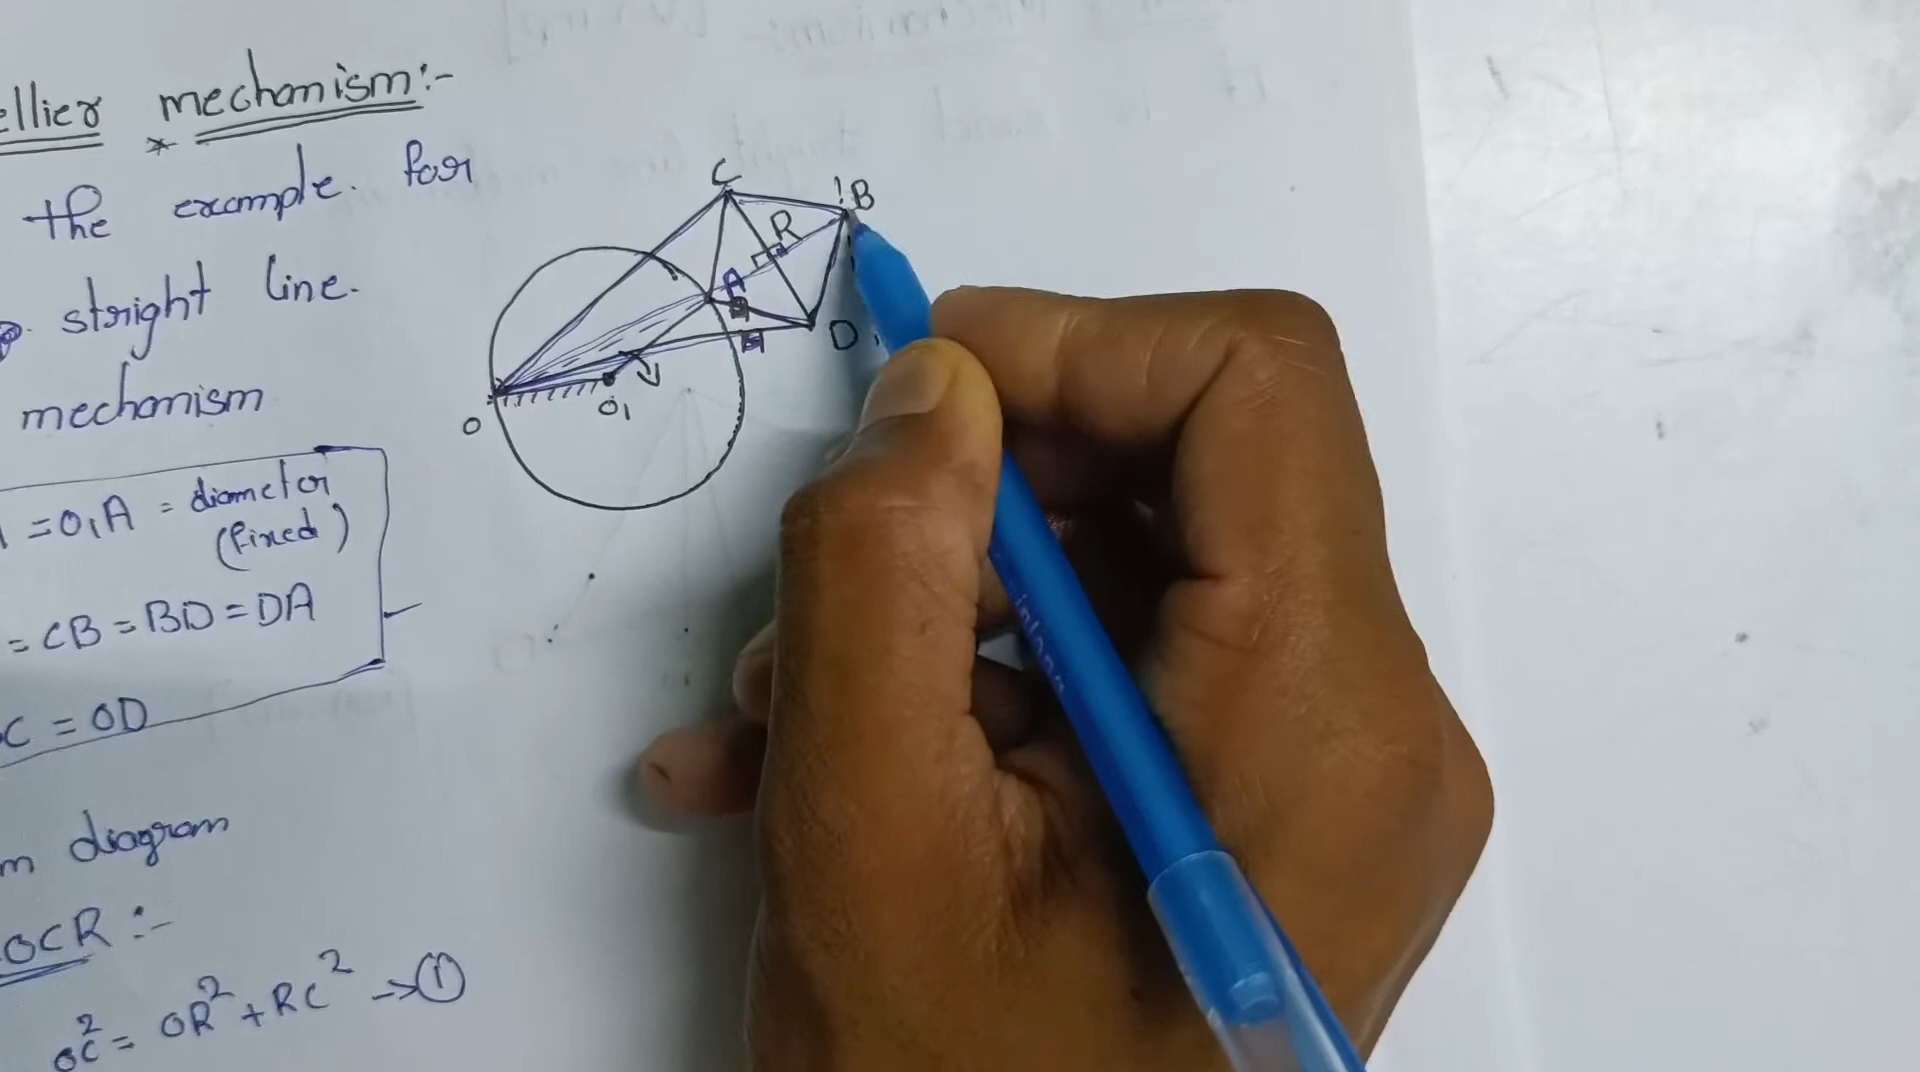 mechanism:-
the example. for
stright line.
mechanism
= O₁A = diameter
(fixed)
= CB = BD = DA
C = OD
diagram
OCR :-
OC² = OR² + RC² → ①
C
B
R
A
D
O
O₁